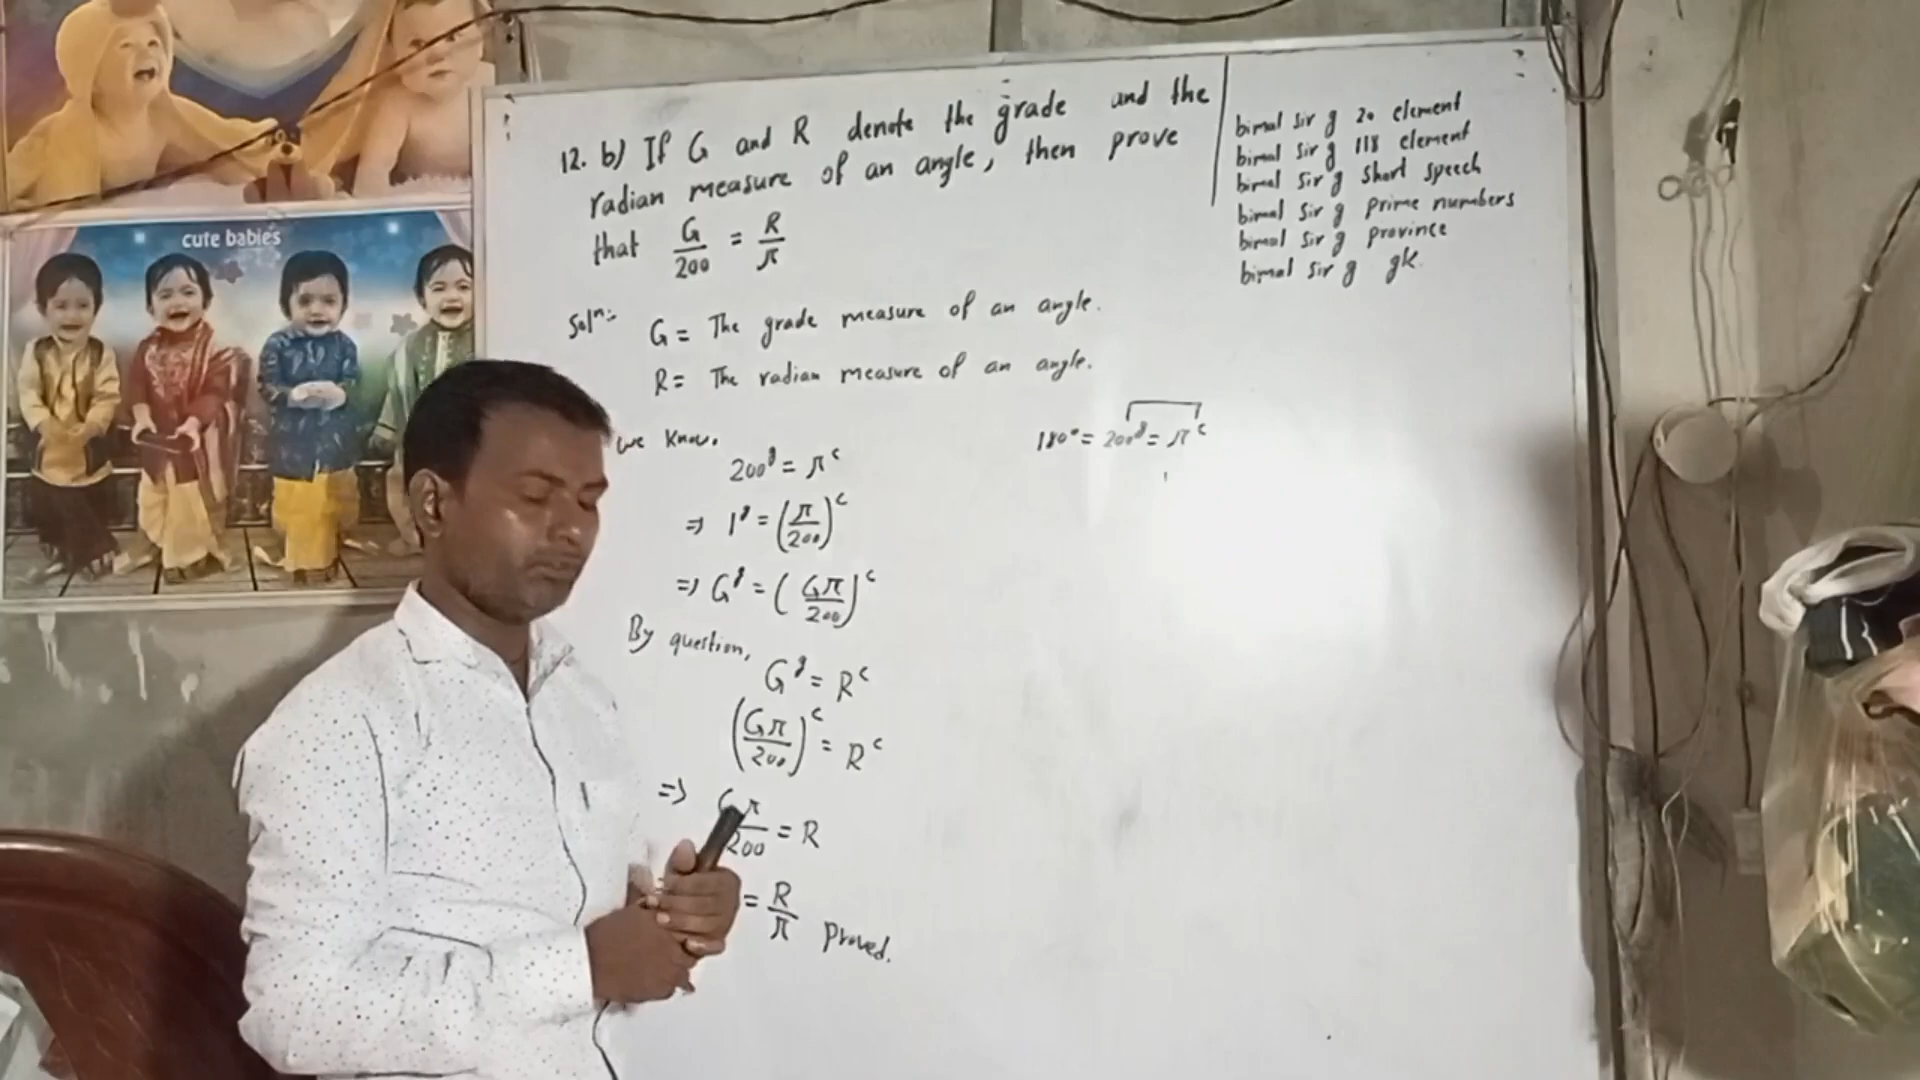 cute babies
12. b) If G and R denote the grade and the
radian measure of an angle, then prove
that G/200 = R/π
Solⁿ:-
G = The grade measure of an angle.
R = The radian measure of an angle.
we know,
200ᵍ = πᶜ
⇒ 1ᵍ = (π/200)ᶜ
⇒ Gᵍ = (Gπ/200)ᶜ
By question,
Gᵍ = Rᶜ
(Gπ/200)ᶜ = Rᶜ
⇒ Gπ/200 = R
= R/π Proved.
180° = 200ᵍ = πᶜ
bimal sir g 20 element
bimal sir g 118 element
bimal sir g short speech
bimal sir g prime numbers
bimal sir g province
bimal sir g gk